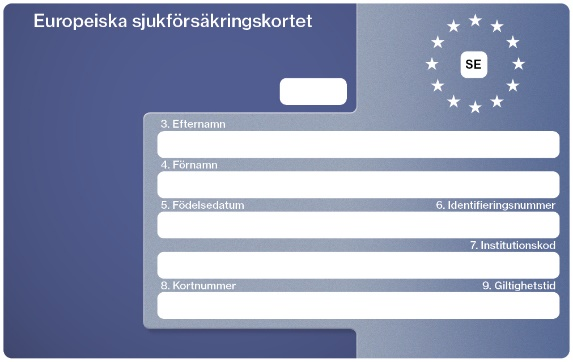 Europeiska sjukförsäkringskortet
SE
3. Efternamn
4. Förnamn
5. Födelsedatum 6. Identifieringsnummer
7. Institutionskod
8. Kortnummer 9. Giltighetstid